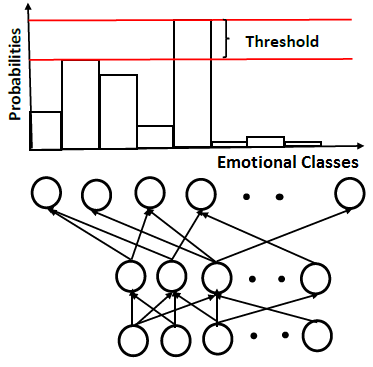 Probabilities
Threshold
Emotional Classes